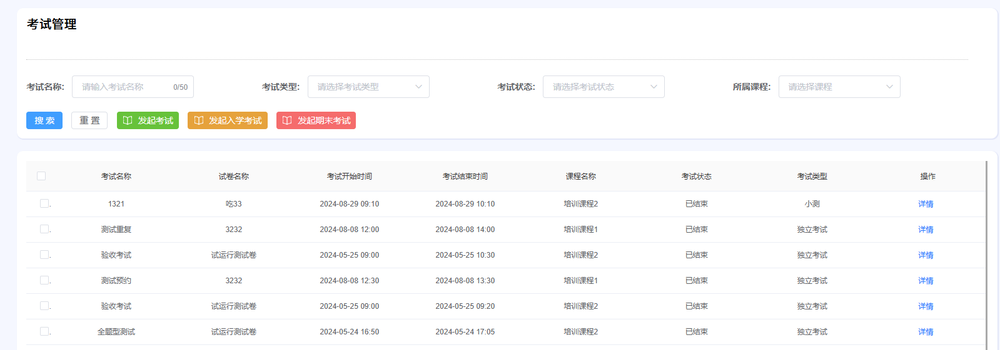 考试管理
考试名称: 请输入考试名称 0/50 考试类型: 请选择考试类型 考试状态: 请选择考试状态 所属课程: 请选择课程
搜 索 重 置 发起考试 发起入学考试 发起期末考试
考试名称 试卷名称 考试开始时间 考试结束时间 课程名称 考试状态 考试类型 操作
1321 吃33 2024-08-29 09:10 2024-08-29 10:10 培训课程2 已结束 小测 详情
测试重复 3232 2024-08-08 12:00 2024-08-08 14:00 培训课程1 已结束 独立考试 详情
验收考试 试运行测试卷 2024-05-25 09:00 2024-05-25 10:30 培训课程2 已结束 独立考试 详情
测试预约 3232 2024-08-08 12:30 2024-08-08 13:30 培训课程1 已结束 独立考试 详情
验收考试 试运行测试卷 2024-05-25 09:00 2024-05-25 09:20 培训课程2 已结束 独立考试 详情
全题型测试 试运行测试卷 2024-05-24 16:50 2024-05-24 17:05 培训课程2 已结束 独立考试 详情